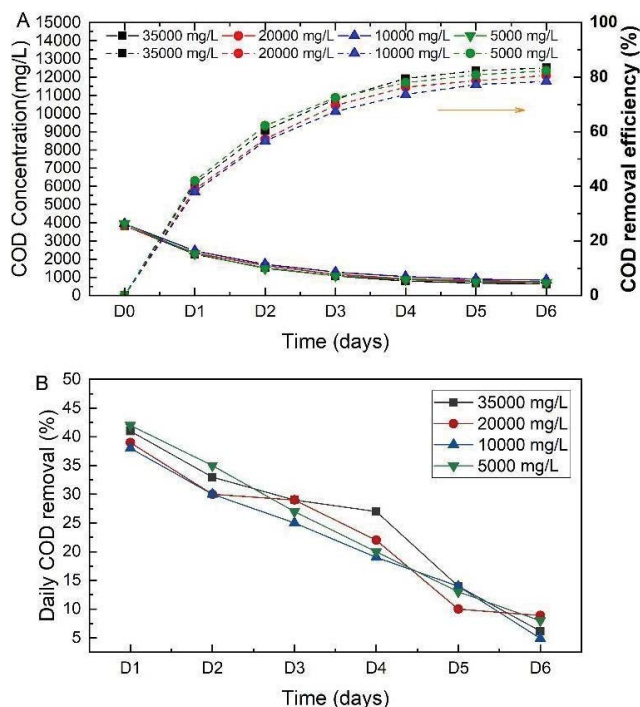 A
35000 mg/L 20000 mg/L 10000 mg/L 5000 mg/L
35000 mg/L 20000 mg/L 10000 mg/L 5000 mg/L
COD Concentration(mg/L)
15000
14000
13000
12000
11000
10000
9000
8000
7000
6000
5000
4000
3000
2000
1000
0
100
80
60
40
20
0
COD removal efficiency (%)
D0 D1 D2 D3 D4 D5 D6
Time (days)
B
35000 mg/L
20000 mg/L
10000 mg/L
5000 mg/L
Daily COD removal (%)
50
45
40
35
30
25
20
15
10
5
D1 D2 D3 D4 D5 D6
Time (days)